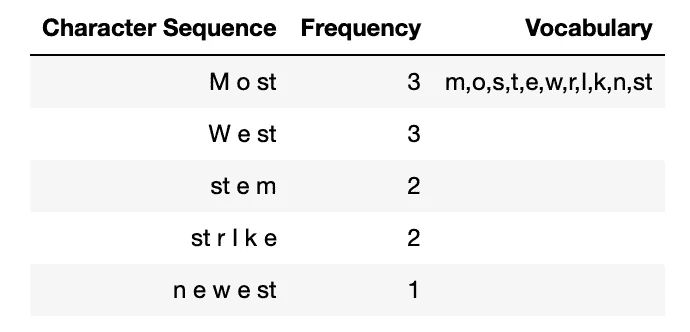 Character Sequence Frequency Vocabulary
M o st 3 m,o,s,t,e,w,r,I,k,n,st
W e st 3
st e m 2
st r I k e 2
n e w e st 1